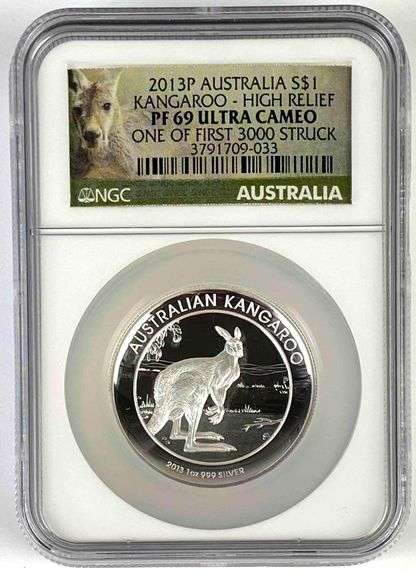 2013P AUSTRALIA S$1
KANGAROO - HIGH RELIEF
PF 69 ULTRA CAMEO
ONE OF FIRST 3000 STRUCK
3791709-033
NGC
AUSTRALIA
AUSTRALIAN KANGAROO
2013 1oz 999 SILVER